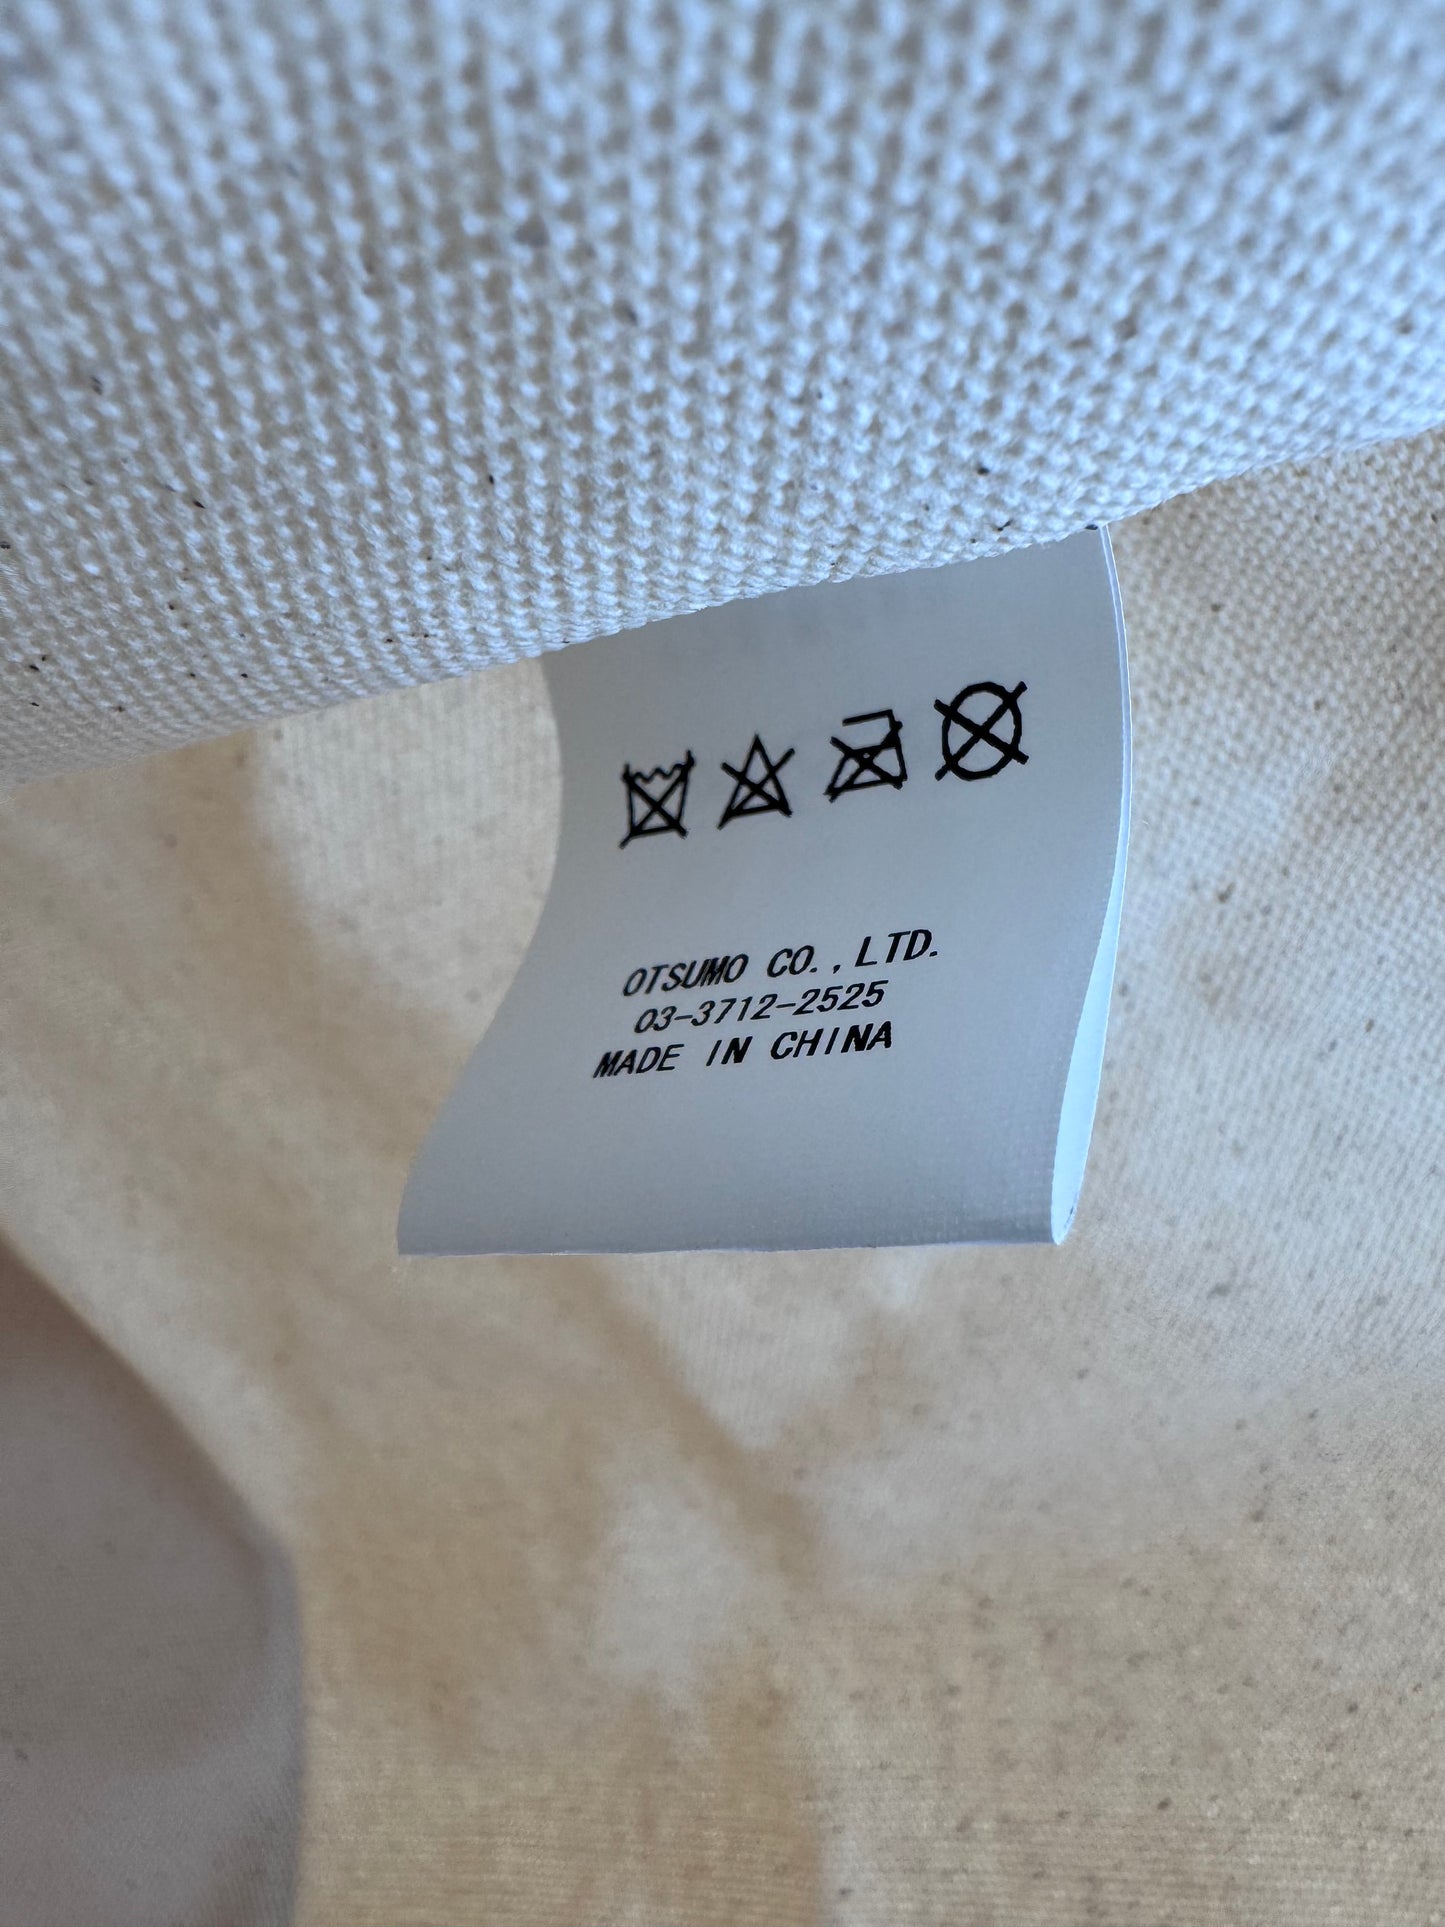 OTSUMO CO.,LTD.
03-3712-2525
MADE IN CHINA